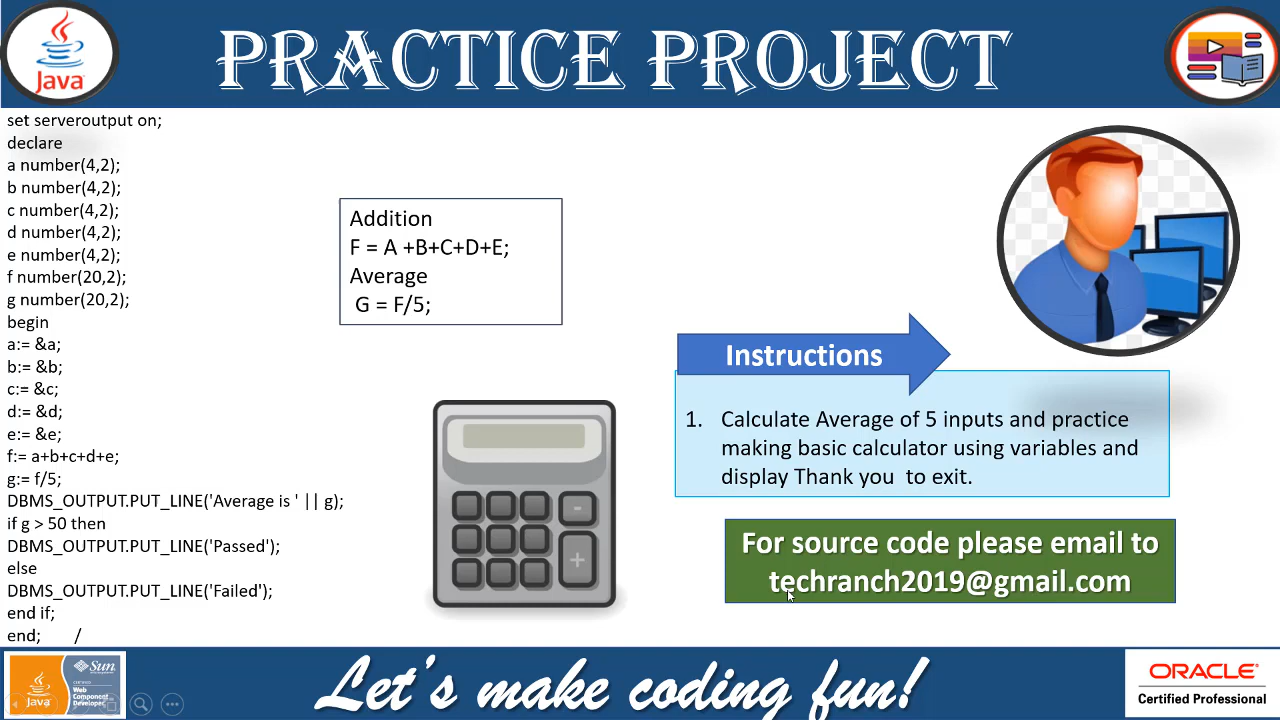 Java
PRACTICE PROJECT
set serveroutput on;
declare
a number(4,2);
b number(4,2);
c number(4,2);
d number(4,2);
e number(4,2);
f number(20,2);
g number(20,2);
begin
a:= &a;
b:= &b;
c:= &c;
d:= &d;
e:= &e;
f:= a+b+c+d+e;
g:= f/5;
DBMS_OUTPUT.PUT_LINE('Average is ' || g);
if g > 50 then
DBMS_OUTPUT.PUT_LINE('Passed');
else
DBMS_OUTPUT.PUT_LINE('Failed');
end if;
end; /
Addition
F = A +B+C+D+E;
Average
G = F/5;
-
+
Instructions
1. Calculate Average of 5 inputs and practice
making basic calculator using variables and
display Thank you to exit.
For source code please email to
techranch2019@gmail.com
Java
Sun
CERTIFIED
Web
Component
Developer
Let's make coding fun!
ORACLE
Certified Professional